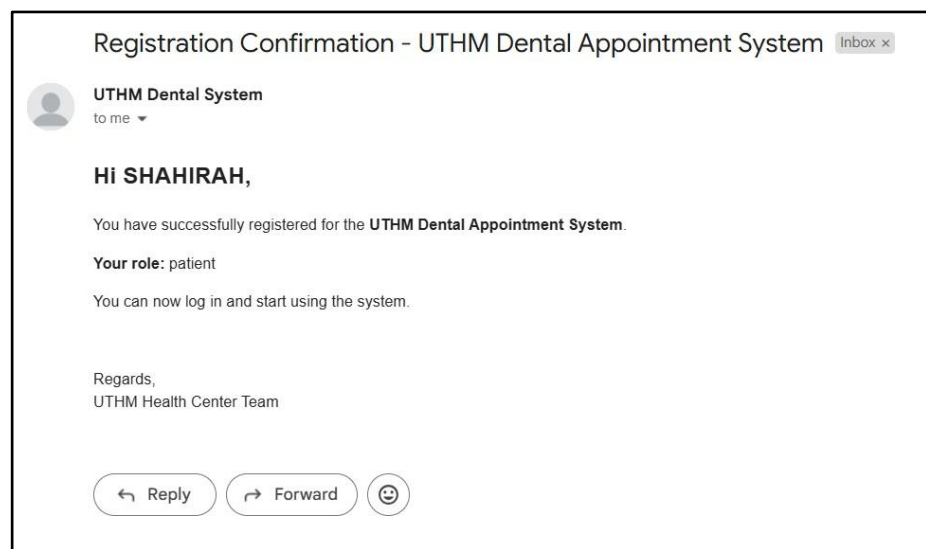 Registration Confirmation - UTHM Dental Appointment System Inbox ×
UTHM Dental System
to me
Hi SHAHIRAH,
You have successfully registered for the UTHM Dental Appointment System.
Your role: patient
You can now log in and start using the system.
Regards,
UTHM Health Center Team
Reply Forward